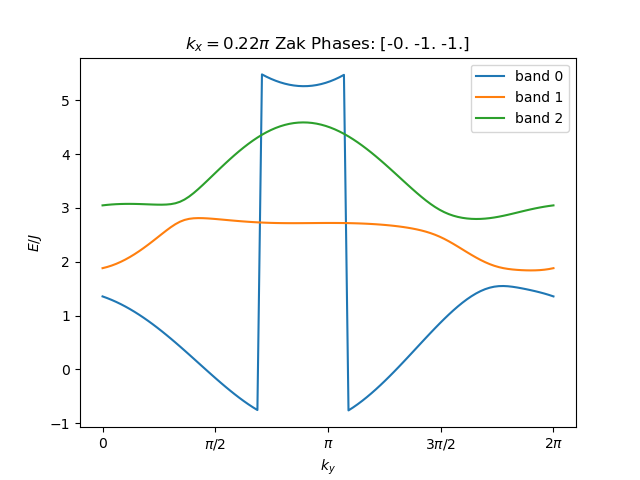 $k_x = 0.22\pi$ Zak Phases: [-0. -1. -1.]
band 0
band 1
band 2
E/J
5
4
3
2
1
0
−1
0
π/2
π
3π/2
2π
$k_y$